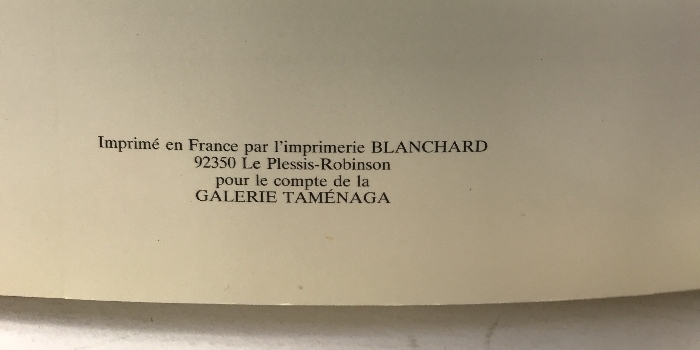 Imprimé en France par l'imprimerie BLANCHARD
92350 Le Plessis-Robinson
pour le compte de la
GALERIE TAMÉNAGA